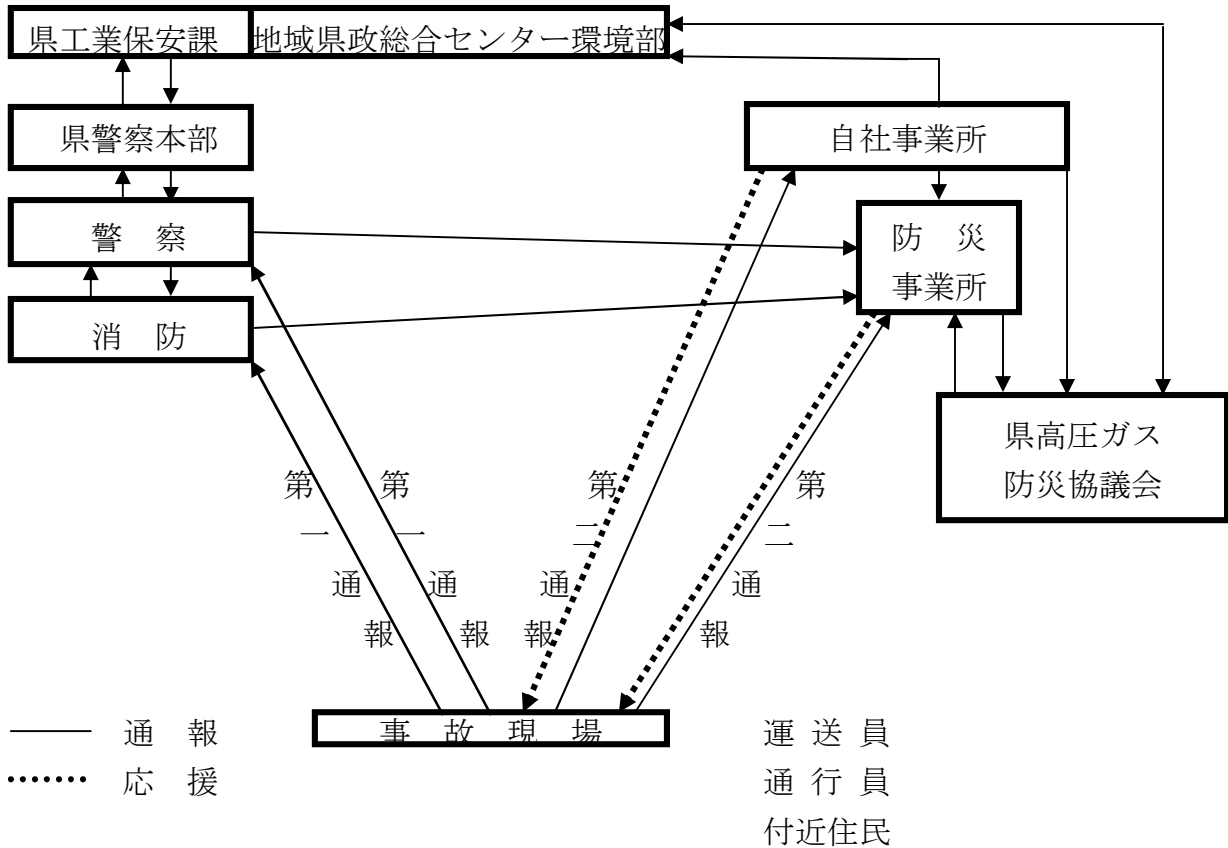 県工業保安課 地域県政総合センター環境部
県警察本部
自社事業所
警 察
防 災
事業所
消 防
県高圧ガス
防災協議会
第一通報
第一通報
第二通報
第二通報
事 故 現 場
通 報
応 援
運 送 員
通 行 員
付近住民